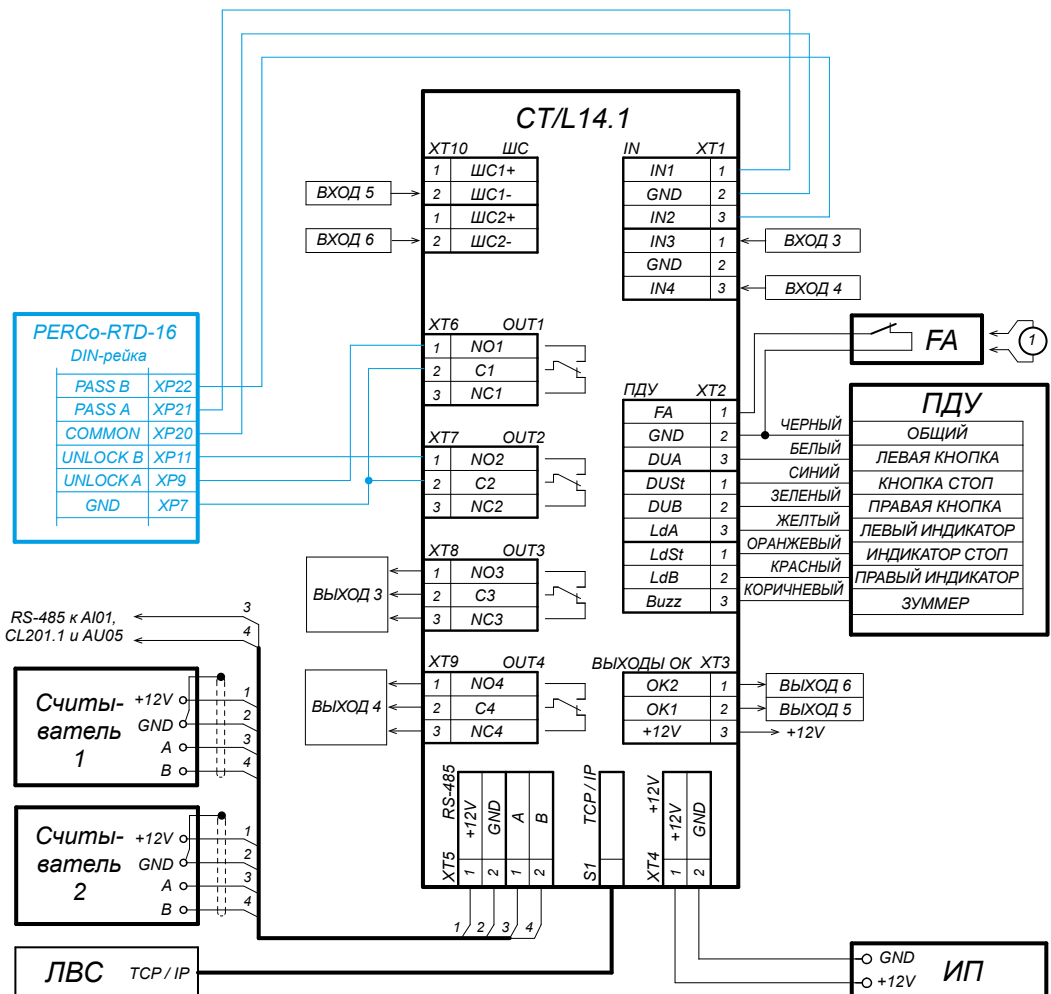 CT/L14.1
XT10 ШС
1 ШС1+
2 ШС1-
1 ШС2+
2 ШС2-
ВХОД 5
ВХОД 6
IN XT1
IN1 1
GND 2
IN2 3
IN3 1
GND 2
IN4 3
ВХОД 3
ВХОД 4
PERCo-RTD-16
DIN-рейка
PASS B XP22
PASS A XP21
COMMON XP20
UNLOCK B XP11
UNLOCK A XP9
GND XP7
XT6 OUT1
1 NO1
2 C1
3 NC1
XT7 OUT2
1 NO2
2 C2
3 NC2
XT8 OUT3
1 NO3
2 C3
3 NC3
ВЫХОД 3
XT9 OUT4
1 NO4
2 C4
3 NC4
ВЫХОД 4
FA
1
ПДУ XT2
FA 1
GND 2
DUA 3
DUSt 1
DUB 2
LdA 3
LdSt 1
LdB 2
Buzz 3
ЧЕРНЫЙ
БЕЛЫЙ
СИНИЙ
ЗЕЛЕНЫЙ
ЖЕЛТЫЙ
ОРАНЖЕВЫЙ
КРАСНЫЙ
КОРИЧНЕВЫЙ
ПДУ
ОБЩИЙ
ЛЕВАЯ КНОПКА
КНОПКА СТОП
ПРАВАЯ КНОПКА
ЛЕВЫЙ ИНДИКАТОР
ИНДИКАТОР СТОП
ПРАВЫЙ ИНДИКАТОР
ЗУММЕР
ВЫХОДЫ ОК XT3
OK2 1
OK1 2
+12V 3
ВЫХОД 6
ВЫХОД 5
+12V
RS-485 к AI01,
CL201.1 и AU05
3
4
Считы-
ватель
1
+12V
GND
A
B
1
2
3
4
Считы-
ватель
2
+12V
GND
A
B
1
2
3
4
XT5 RS-485
1 +12V
2 GND
1 A
2 B
S1 TCP / IP
XT4 +12V
1 +12V
2 GND
1 2 3 4
ЛВС TCP / IP
GND
+12V
ИП